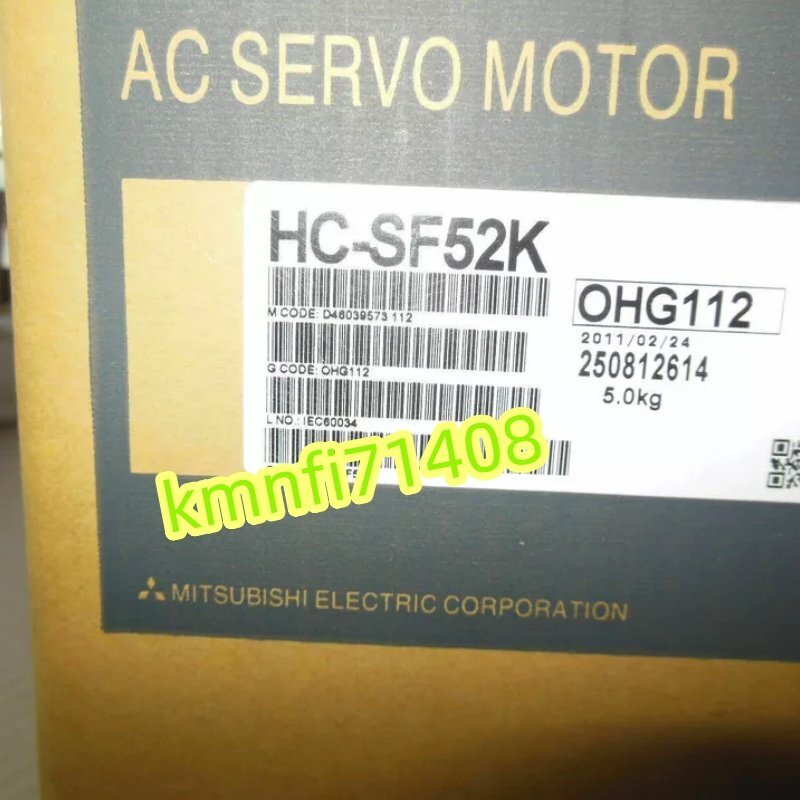 AC SERVO MOTOR
HC-SF52K
M CODE: D46039573 112
OHG112
2011/02/24
G CODE: OHG112
250812614
5.0kg
L NO.: IEC60034
kmnfi71408
MITSUBISHI ELECTRIC CORPORATION